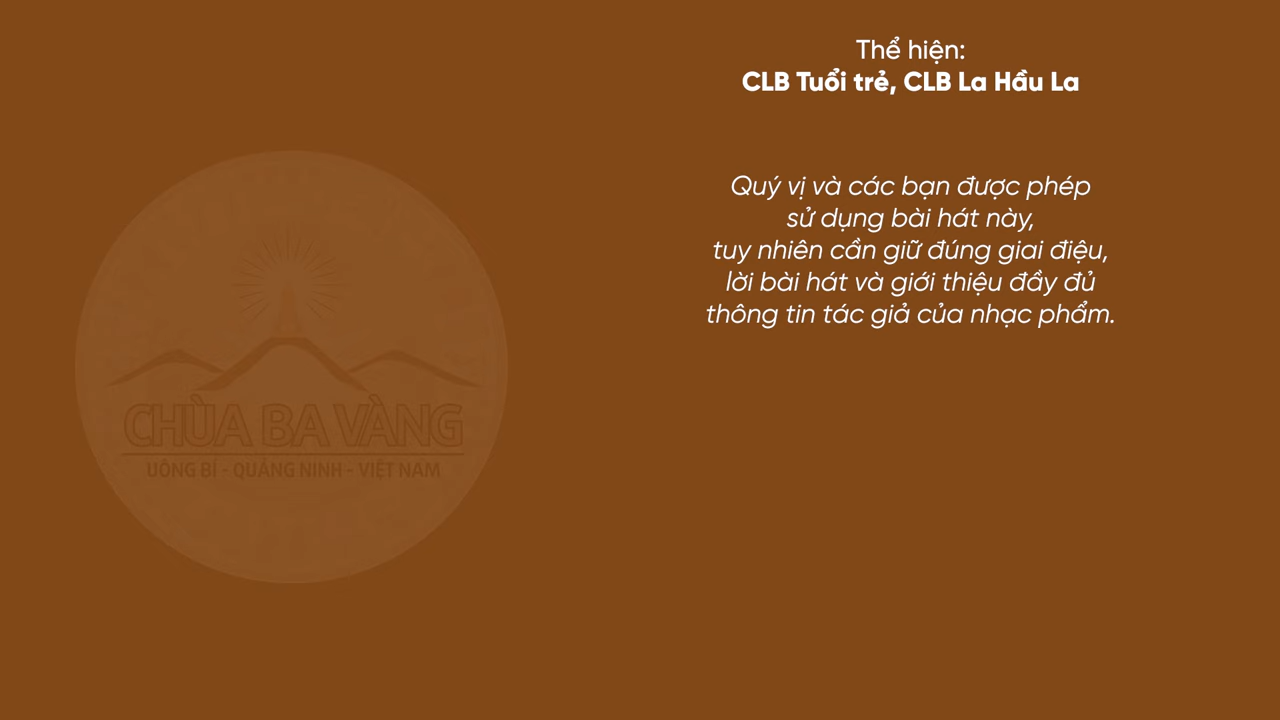 Thể hiện:
CLB Tuổi trẻ, CLB La Hầu La
Quý vị và các bạn được phép
sử dụng bài hát này,
tuy nhiên cần giữ đúng giai điệu,
lời bài hát và giới thiệu đầy đủ
thông tin tác giả của nhạc phẩm.
CHÙA BA VÀNG
UÔNG BÍ - QUẢNG NINH - VIỆT NAM